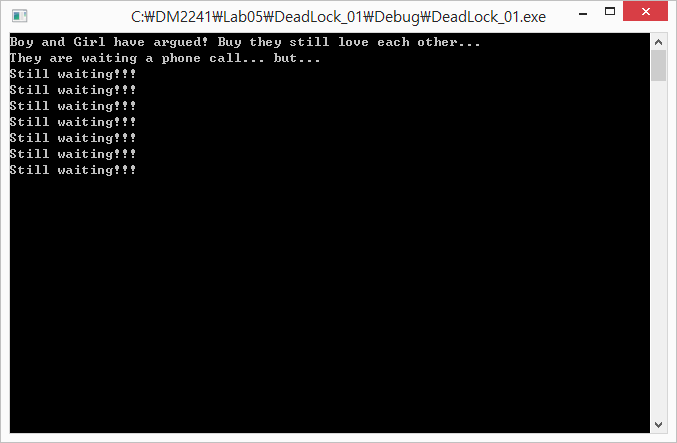 C:₩DM2241₩Lab05₩DeadLock_01₩Debug₩DeadLock_01.exe
Boy and Girl have argued! Buy they still love each other...
They are waiting a phone call... but...
Still waiting!!!
Still waiting!!!
Still waiting!!!
Still waiting!!!
Still waiting!!!
Still waiting!!!
Still waiting!!!